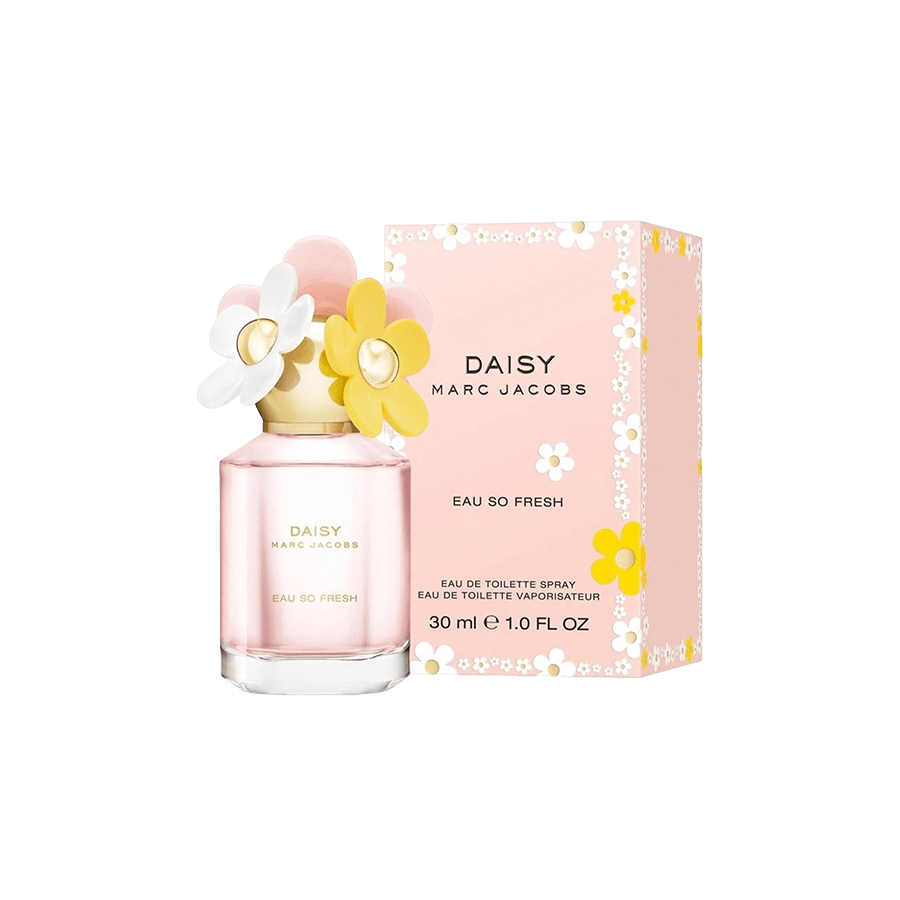 DAISY
MARC JACOBS
EAU SO FRESH
DAISY
MARC JACOBS
EAU SO FRESH
EAU DE TOILETTE SPRAY
EAU DE TOILETTE VAPORISATEUR
30 ml ℮ 1.0 FL OZ